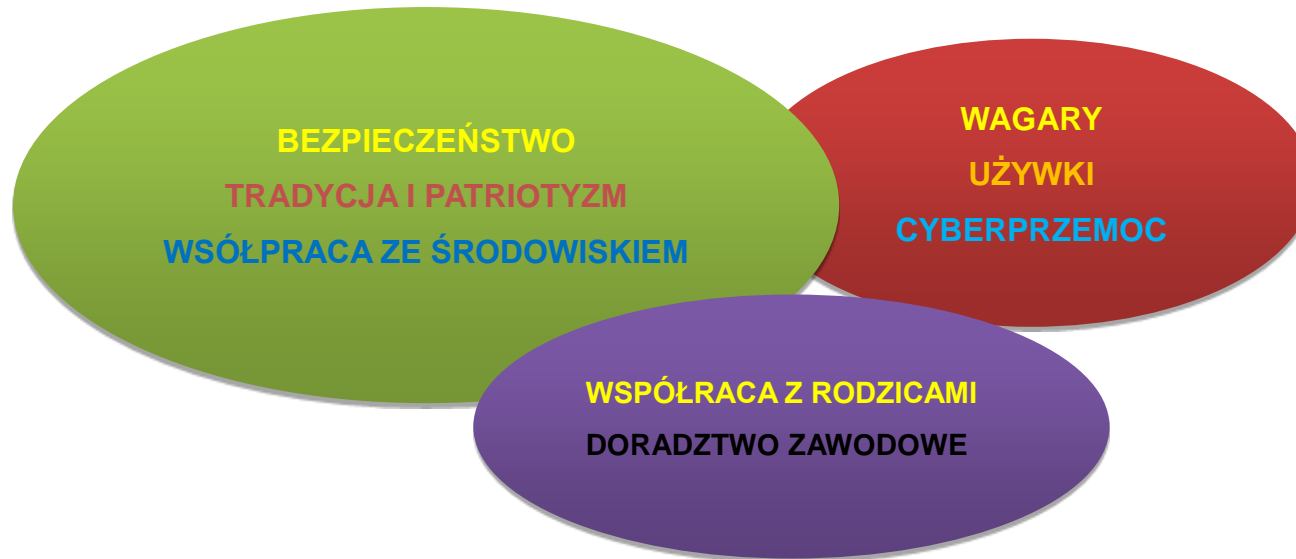 BEZPIECZEŃSTWO
TRADYCJA I PATRIOTYZM
WSÓŁPRACA ZE ŚRODOWISKIEM
WAGARY
UŻYWKI
CYBERPRZEMOC
WSPÓŁRACA Z RODZICAMI
DORADZTWO ZAWODOWE